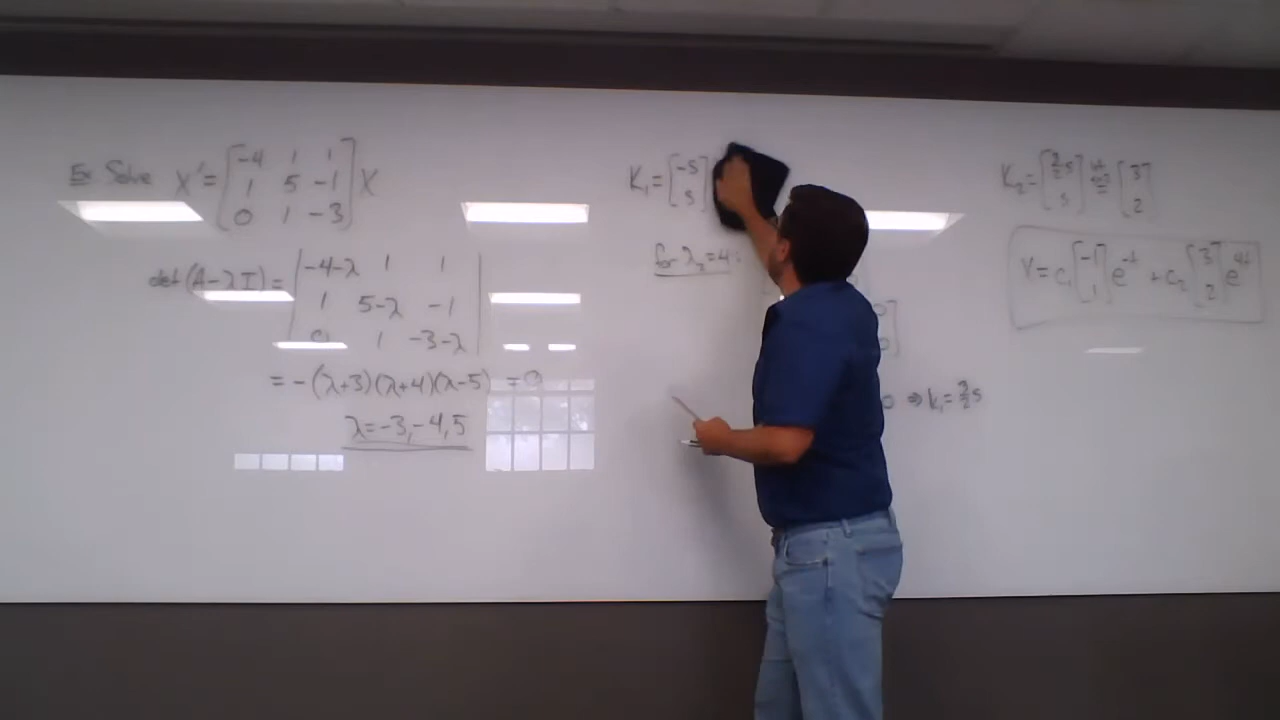 Ex Solve X' = [-4 1 1; 1 5 -1; 0 1 -3] X
det(A-λI) = |-4-λ 1 1; 1 5-λ -1; 0 1 -3-λ|
= -(λ+3)(λ+4)(λ-5) = 0
λ = -3, -4, 5
K₁ = [-s; s]
for λ₂ = 4:
0 ⇒ k₁ = 3/2 s
K₂ = [3/2 s; s] = [3; 2]
X = c₁ [-1; 1] e^-t + c₂ [3; 2] e^4t